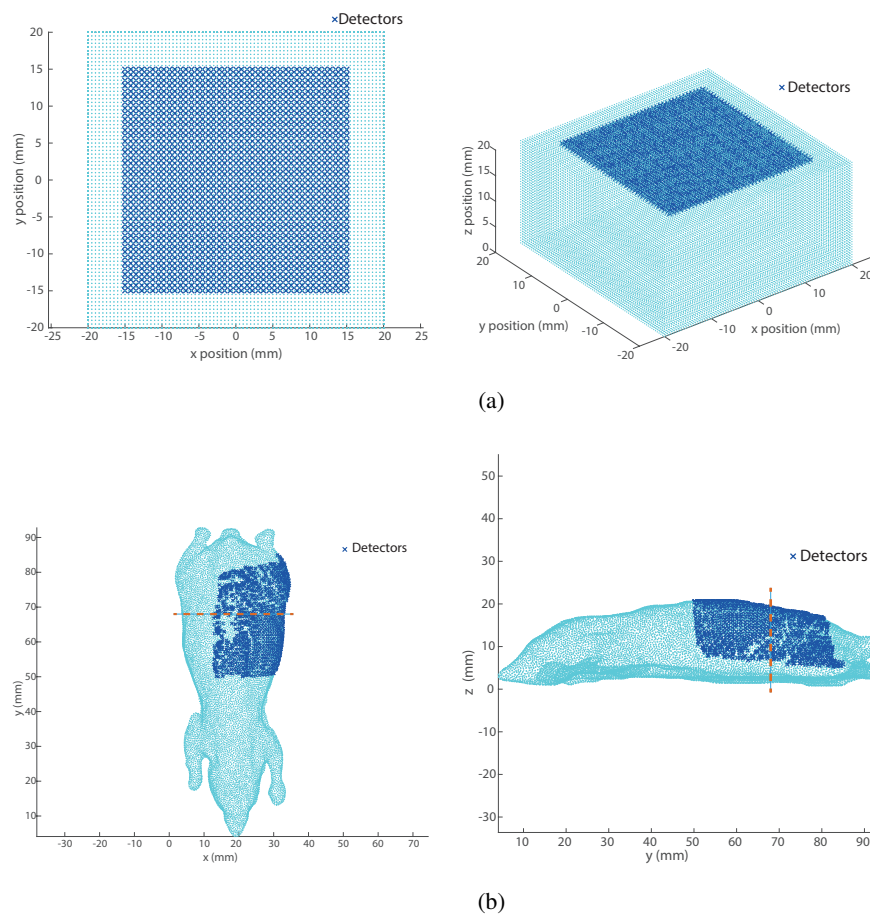 ×Detectors
20
15
10
5
0
-5
-10
-15
-20
y position (mm)
-25 -20 -15 -10 -5 0 5 10 15 20 25
x position (mm)
× Detectors
20
15
10
5
0
z position (mm)
20
10
0
-10
-20
y position (mm)
-20
-10
0
10
20
x position (mm)
(a)
× Detectors
90
80
70
60
50
40
30
20
10
y (mm)
-30 -20 -10 0 10 20 30 40 50 60 70
x (mm)
× Detectors
50
40
30
20
10
0
-10
-20
-30
z (mm)
10 20 30 40 50 60 70 80 90
y (mm)
(b)